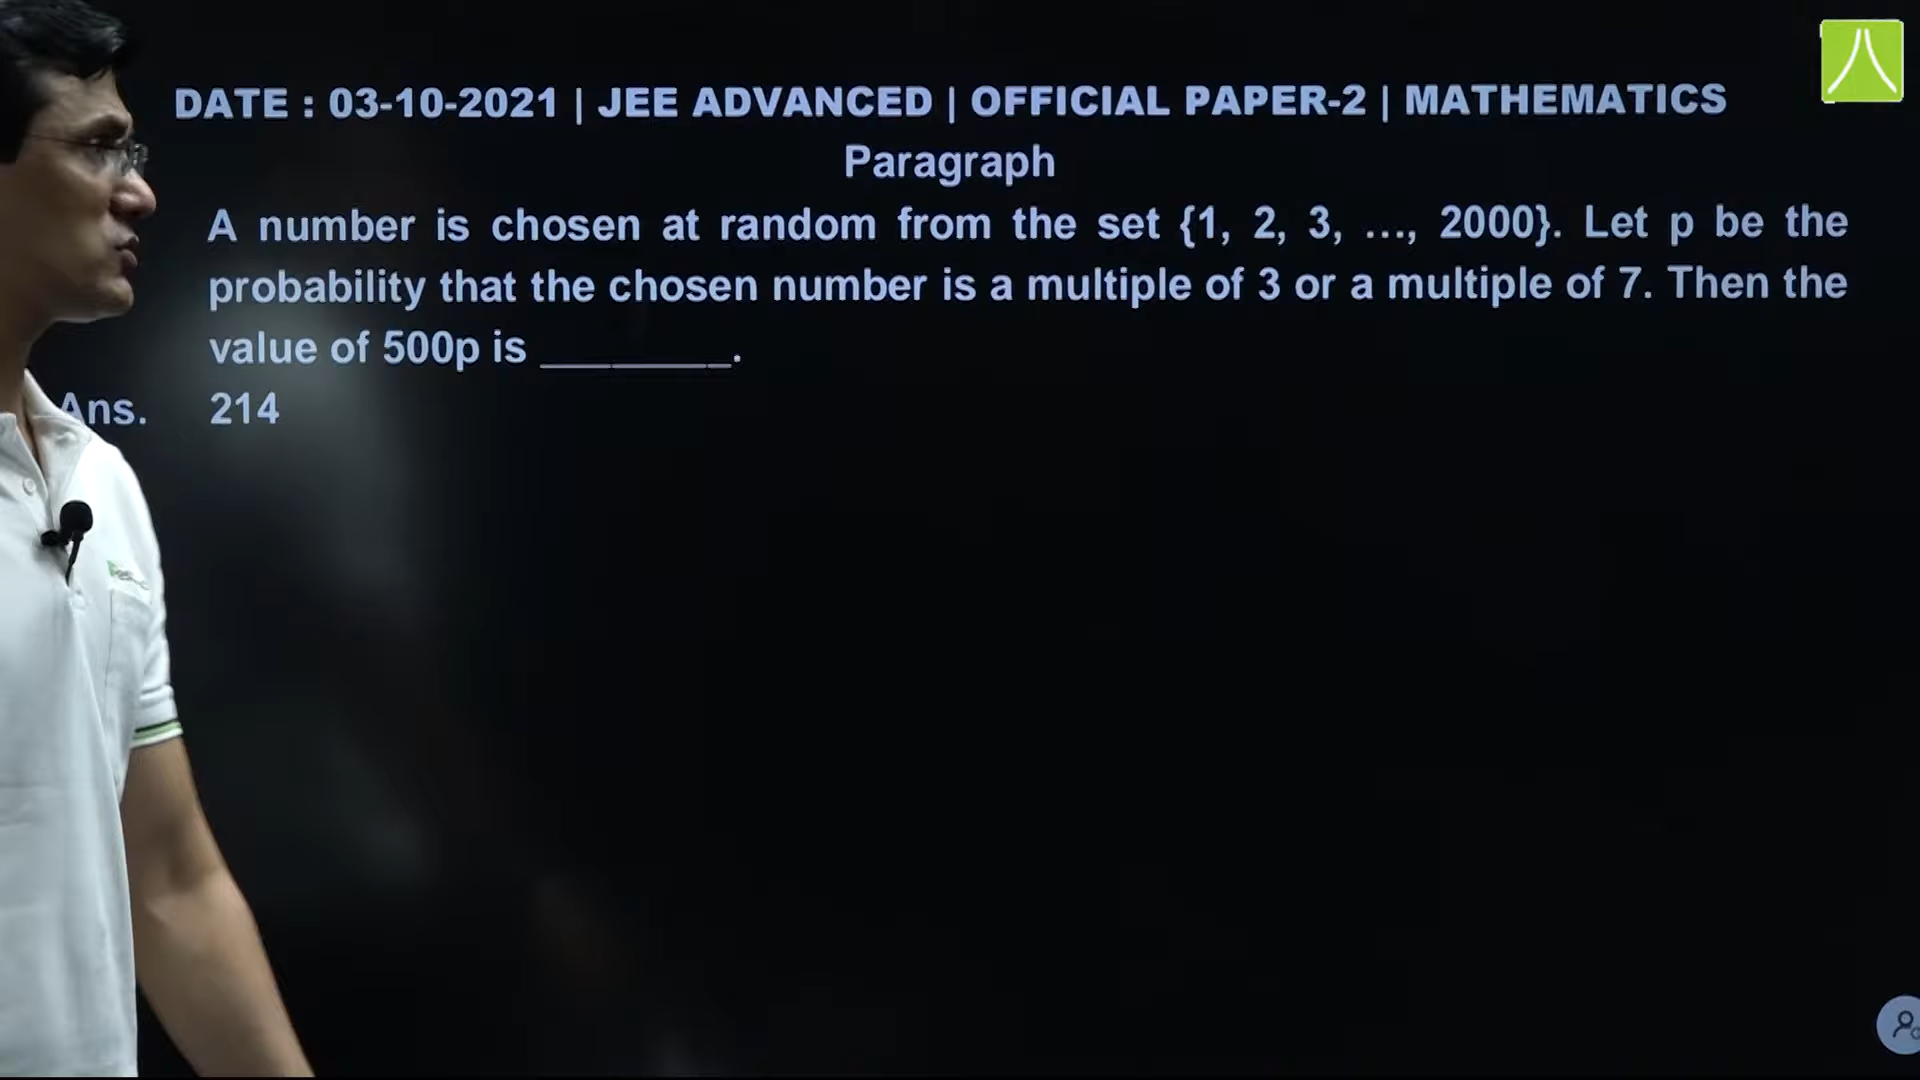 DATE : 03-10-2021 | JEE ADVANCED | OFFICIAL PAPER-2 | MATHEMATICS
Paragraph
A number is chosen at random from the set {1, 2, 3, ..., 2000}. Let p be the
probability that the chosen number is a multiple of 3 or a multiple of 7. Then the
value of 500p is ________.
Ans. 214